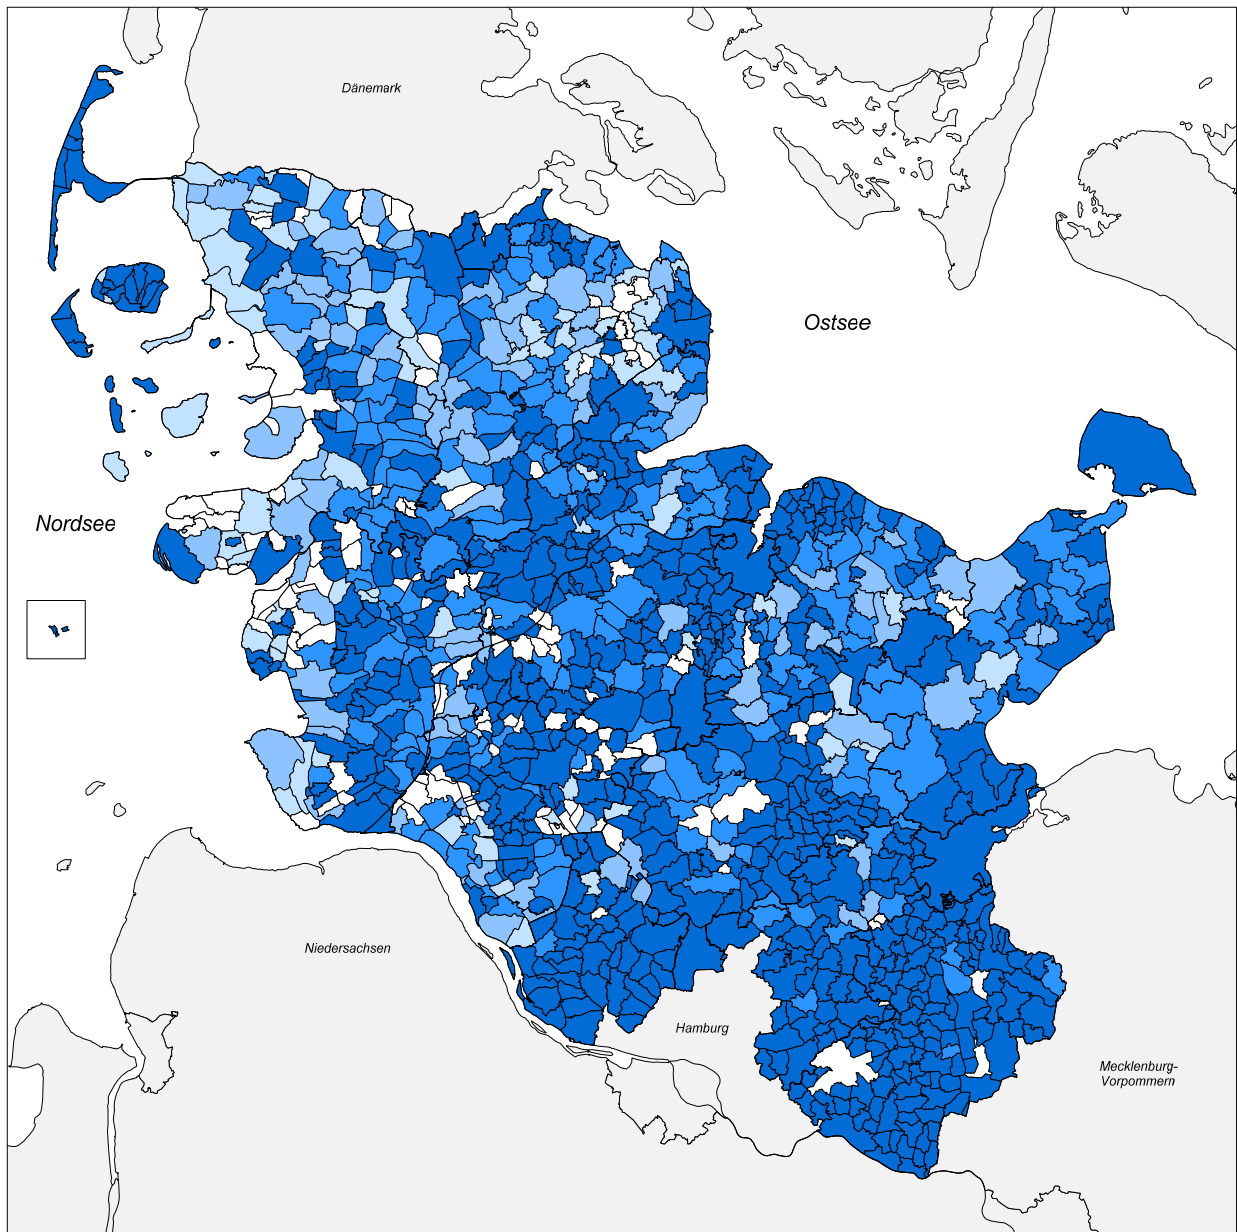 Dänemark
Ostsee
Nordsee
Niedersachsen
Hamburg
Mecklenburg-
Vorpommern